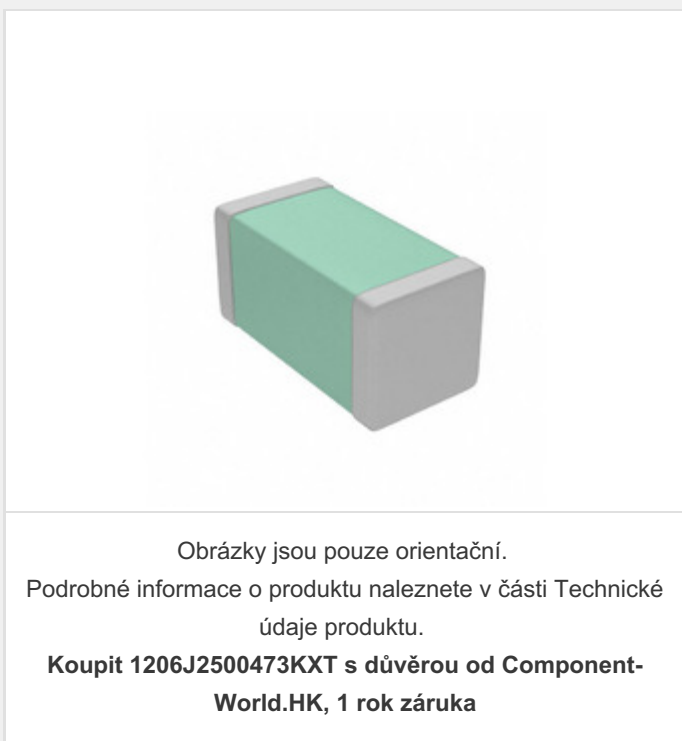 Obrázky jsou pouze orientační.
Podrobné informace o produktu naleznete v části Technické
údaje produktu.
Koupit 1206J2500473KXT s důvěrou od Component-
World.HK, 1 rok záruka